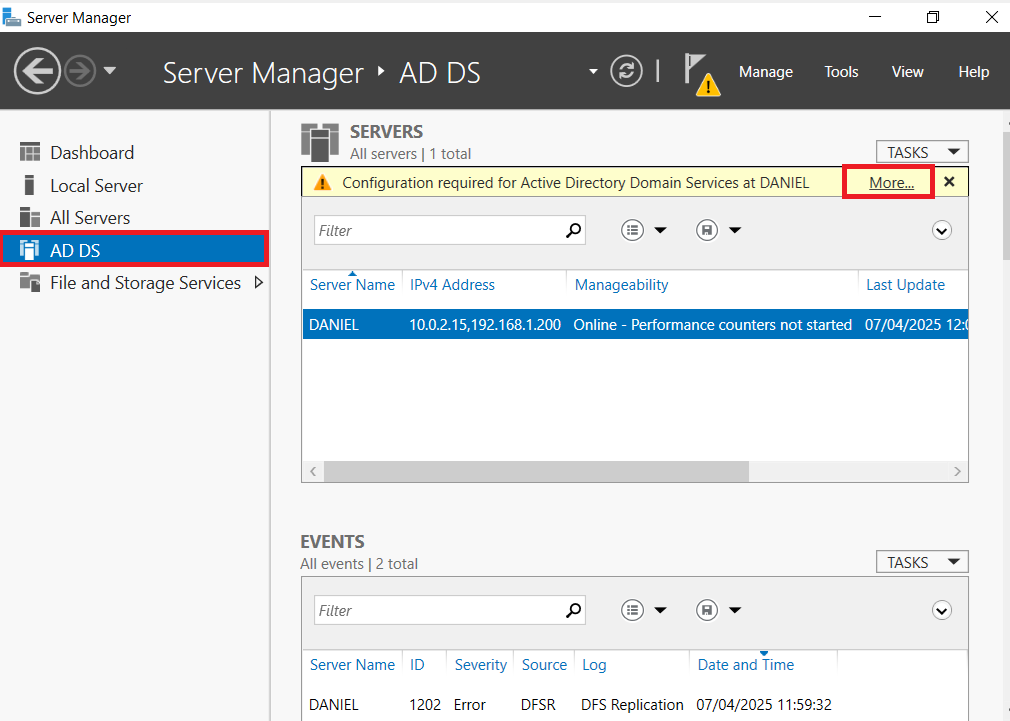 Server Manager
Server Manager AD DS
Manage Tools View Help
Dashboard
Local Server
All Servers
AD DS
File and Storage Services
SERVERS
All servers | 1 total
TASKS
Configuration required for Active Directory Domain Services at DANIEL More...
Filter
Server Name IPv4 Address Manageability Last Update
DANIEL 10.0.2.15,192.168.1.200 Online - Performance counters not started 07/04/2025 12:0
EVENTS
All events | 2 total
TASKS
Filter
Server Name ID Severity Source Log Date and Time
DANIEL 1202 Error DFSR DFS Replication 07/04/2025 11:59:32